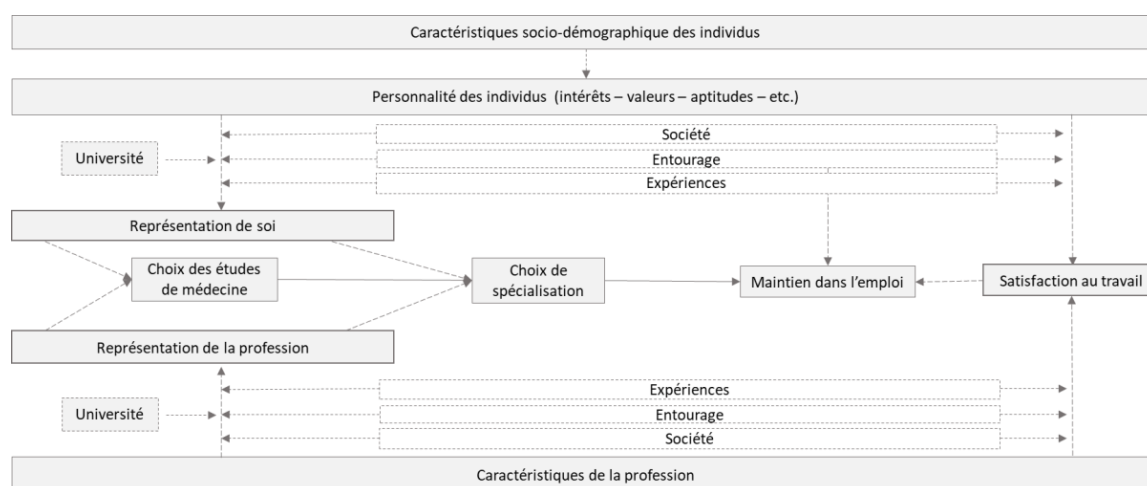 Caractéristiques socio-démographique des individus
Personnalité des individus (intérêts – valeurs – aptitudes – etc.)
Société
Université
Entourage
Expériences
Représentation de soi
Choix des études
de médecine
Choix de
spécialisation
Maintien dans l'emploi
Satisfaction au travail
Représentation de la profession
Expériences
Université
Entourage
Société
Caractéristiques de la profession